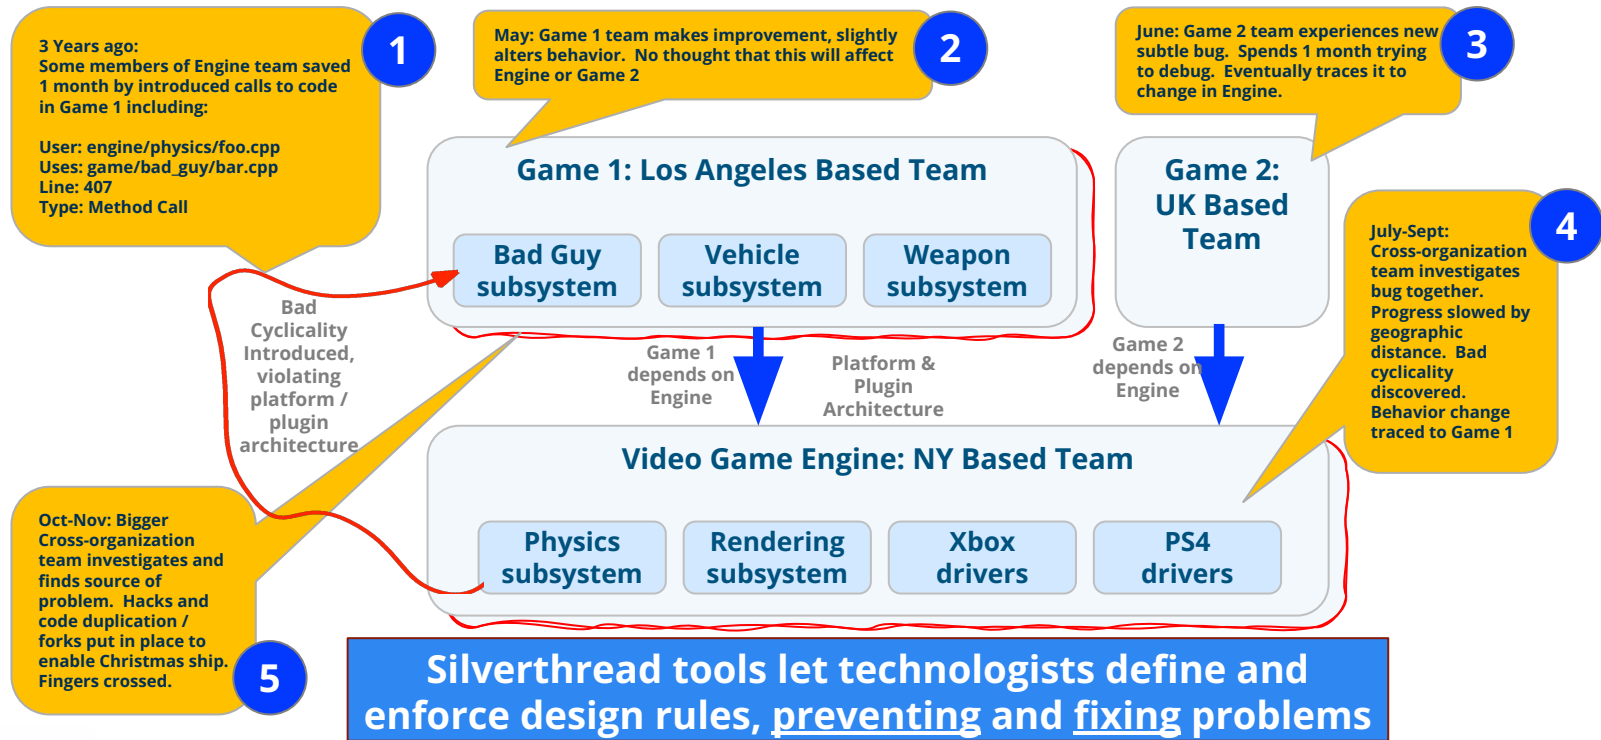 3 Years ago:
Some members of Engine team saved
1 month by introduced calls to code
in Game 1 including:
User: engine/physics/foo.cpp
Uses: game/bad_guy/bar.cpp
Line: 407
Type: Method Call
1
May: Game 1 team makes improvement, slightly
alters behavior.  No thought that this will affect
Engine or Game 2
2
June: Game 2 team experiences new
subtle bug.  Spends 1 month trying
to debug.  Eventually traces it to
change in Engine.
3
Game 1: Los Angeles Based Team
Bad Guy
subsystem
Vehicle
subsystem
Weapon
subsystem
Game 2:
UK Based
Team
July-Sept:
Cross-organization
team investigates
bug together.
Progress slowed by
geographic
distance.  Bad
cyclicality
discovered.
Behavior change
traced to Game 1
4
Bad
Cyclicality
Introduced,
violating
platform /
plugin
architecture
Game 1
depends on
Engine
Platform &
Plugin
Architecture
Game 2
depends on
Engine
Video Game Engine: NY Based Team
Physics
subsystem
Rendering
subsystem
Xbox
drivers
PS4
drivers
Oct-Nov: Bigger
Cross-organization
team investigates and
finds source of
problem.  Hacks and
code duplication /
forks put in place to
enable Christmas ship.
Fingers crossed.
5
Silverthread tools let technologists define and
enforce design rules, preventing and fixing problems